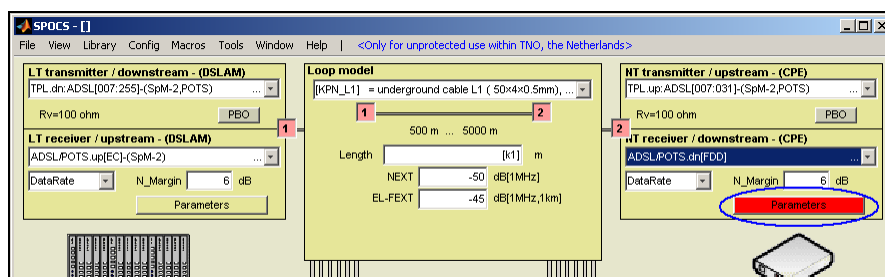 SPOCS - []
File View Library Config Macros Tools Window Help | <Only for unprotected use within TNO, the Netherlands>
LT transmitter / downstream - (DSLAM)
TPL.dn:ADSL[007:255]-(SpM-2,POTS) ...
Rv=100 ohm PBO
LT receiver / upstream - (DSLAM)
ADSL/POTS.up[EC]-(SpM-2) ...
DataRate N_Margin 6 dB
Parameters
1
Loop model
[KPN_L1] = underground cable L1 ( 50×4×0.5mm), ...
1 2
500 m ... 5000 m
Length [k1] m
NEXT -50 dB[1MHz]
EL-FEXT -45 dB[1MHz,1km]
2
NT transmitter / upstream - (CPE)
TPL.up:ADSL[007:031]-(SpM-2,POTS) ...
Rv=100 ohm PBO
NT receiver / downstream - (CPE)
ADSL/POTS.dn[FDD] ...
DataRate N_Margin 6 dB
Parameters